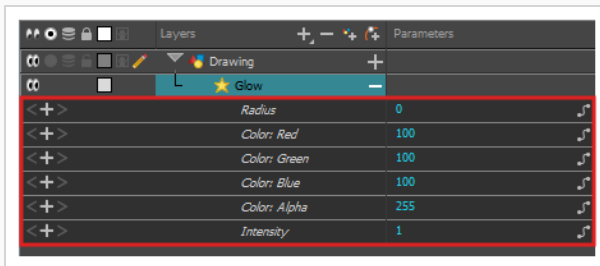 Layers Parameters
Drawing
Glow
Radius 0
Color: Red 100
Color: Green 100
Color: Blue 100
Color: Alpha 255
Intensity 1